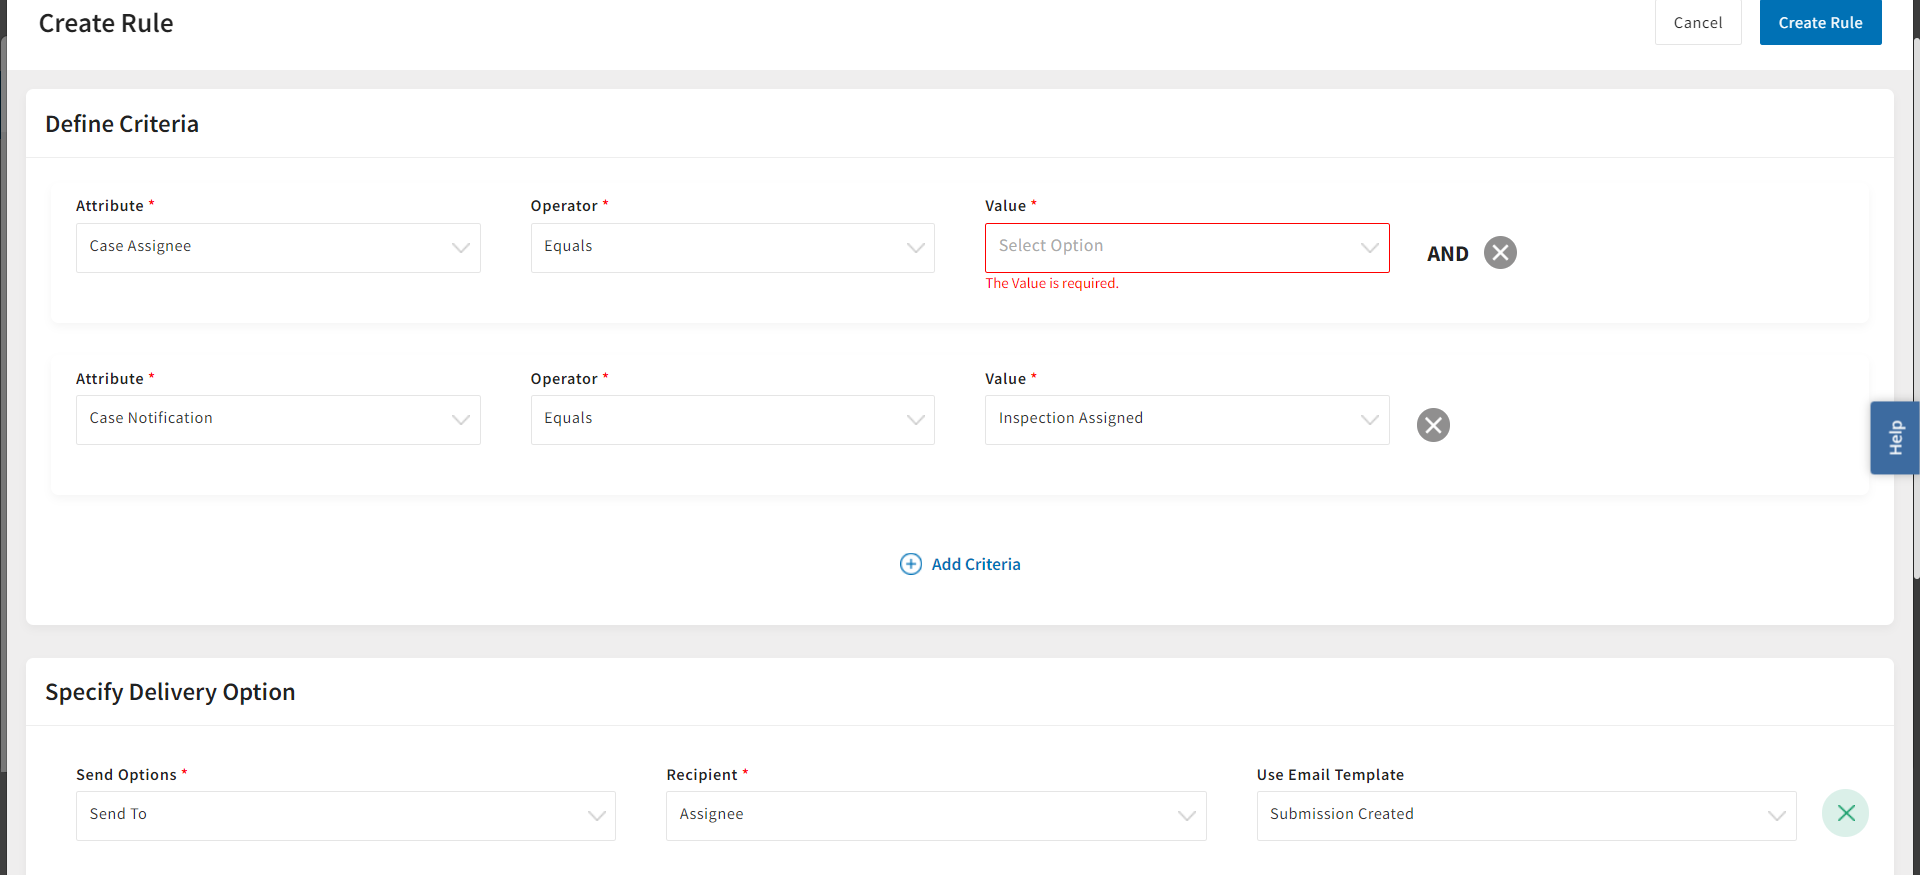 Create Rule
Cancel
Create Rule
Define Criteria
Attribute *
Operator *
Value *
Case Assignee
Equals
Select Option
AND
The Value is required.
Attribute *
Operator *
Value *
Case Notification
Equals
Inspection Assigned
Help
Add Criteria
Specify Delivery Option
Send Options *
Recipient *
Use Email Template
Send To
Assignee
Submission Created